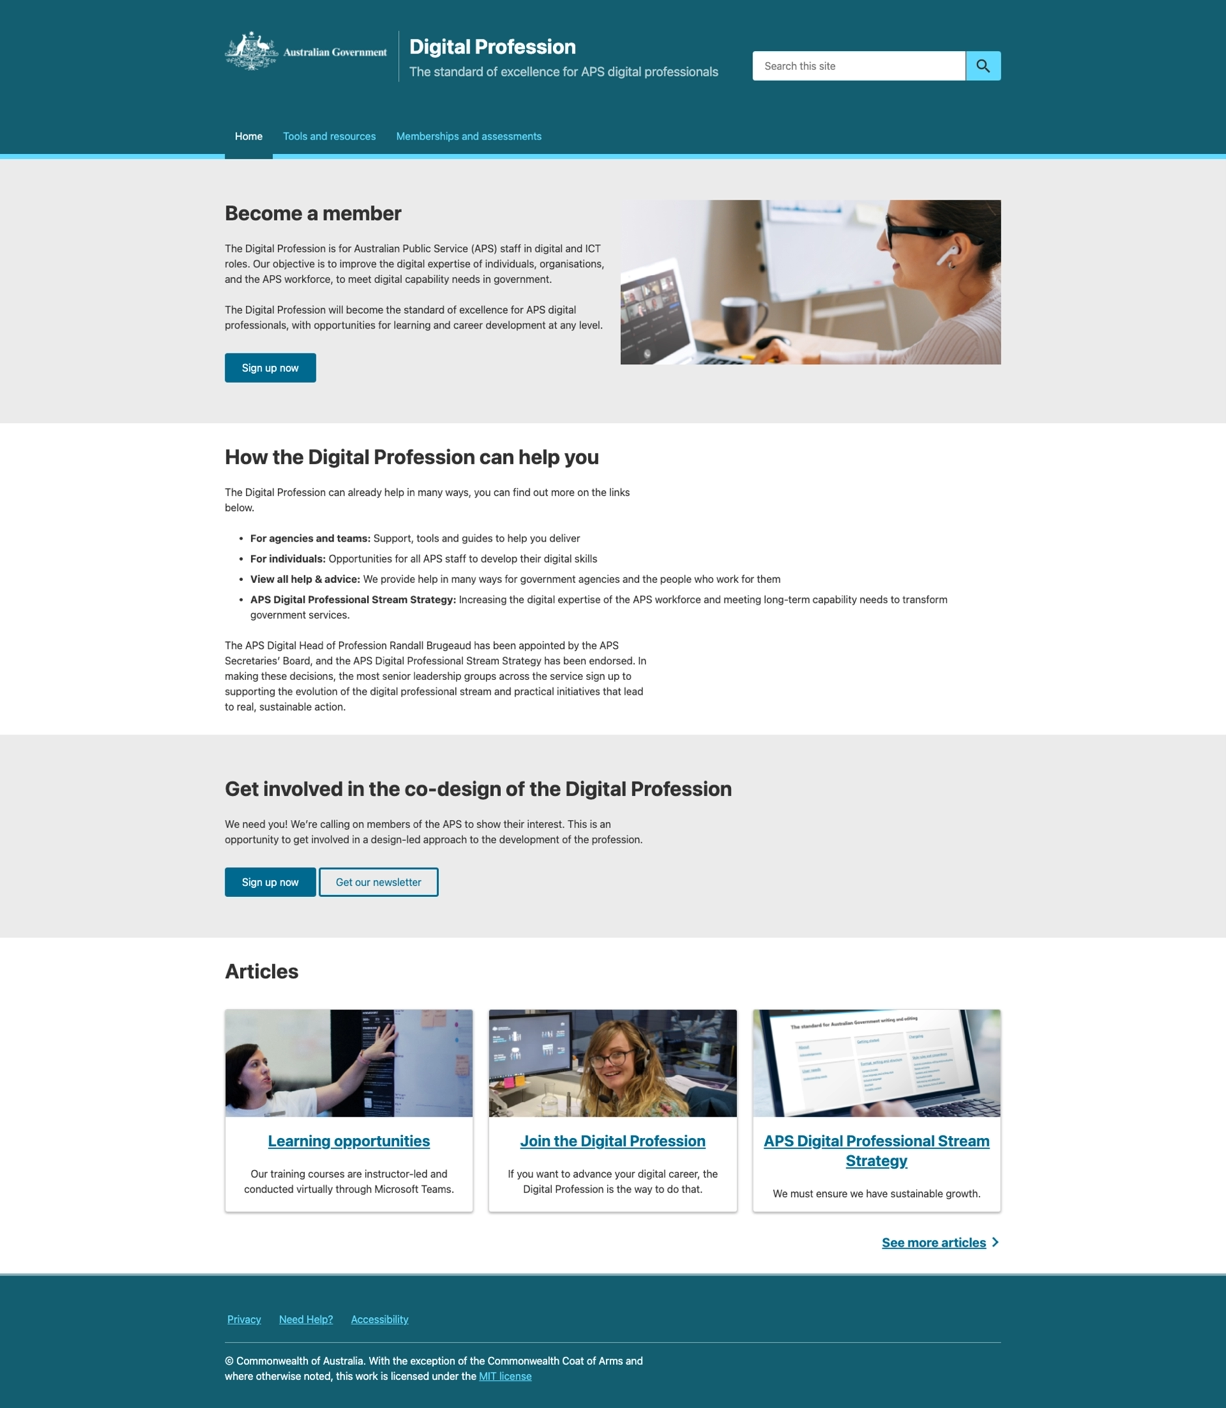 Australian Government
Digital Profession
The standard of excellence for APS digital professionals
Search this site
Home
Tools and resources
Memberships and assessments
Become a member
The Digital Profession is for Australian Public Service (APS) staff in digital and ICT
roles. Our objective is to improve the digital expertise of individuals, organisations,
and the APS workforce, to meet digital capability needs in government.
The Digital Profession will become the standard of excellence for APS digital
professionals, with opportunities for learning and career development at any level.
Sign up now
How the Digital Profession can help you
The Digital Profession can already help in many ways, you can find out more on the links
below.
• For agencies and teams: Support, tools and guides to help you deliver
• For individuals: Opportunities for all APS staff to develop their digital skills
• View all help & advice: We provide help in many ways for government agencies and the people who work for them
• APS Digital Professional Stream Strategy: Increasing the digital expertise of the APS workforce and meeting long-term capability needs to transform
government services.
The APS Digital Head of Profession Randall Brugeaud has been appointed by the APS
Secretaries’ Board, and the APS Digital Professional Stream Strategy has been endorsed. In
making these decisions, the most senior leadership groups across the service sign up to
supporting the evolution of the digital professional stream and practical initiatives that lead
to real, sustainable action.
Get involved in the co-design of the Digital Profession
We need you! We’re calling on members of the APS to show their interest. This is an
opportunity to get involved in a design-led approach to the development of the profession.
Sign up now
Get our newsletter
Articles
The standard for Australian Government writing and editing
Learning opportunities
Our training courses are instructor-led and
conducted virtually through Microsoft Teams.
Join the Digital Profession
If you want to advance your digital career, the
Digital Profession is the way to do that.
APS Digital Professional Stream
Strategy
We must ensure we have sustainable growth.
See more articles
Privacy
Need Help?
Accessibility
© Commonwealth of Australia. With the exception of the Commonwealth Coat of Arms and
where otherwise noted, this work is licensed under the MIT license